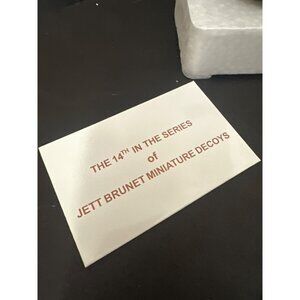 THE 14TH IN THE SERIES
of
JETT BRUNET MINIATURE DECOYS